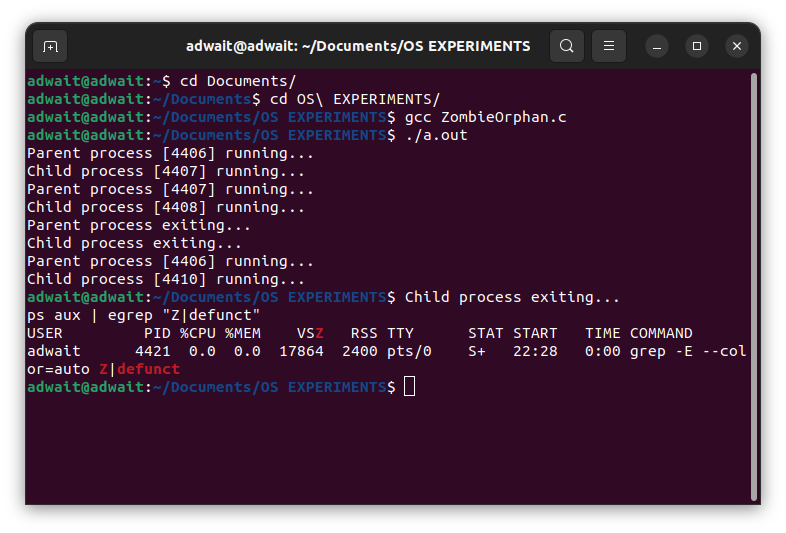 adwait@adwait: ~/Documents/OS EXPERIMENTS
adwait@adwait:~$ cd Documents/
adwait@adwait:~/Documents$ cd OS\ EXPERIMENTS/
adwait@adwait:~/Documents/OS EXPERIMENTS$ gcc ZombieOrphan.c
adwait@adwait:~/Documents/OS EXPERIMENTS$ ./a.out
Parent process [4406] running...
Child process [4407] running...
Parent process [4407] running...
Child process [4408] running...
Parent process exiting...
Child process exiting...
Parent process [4406] running...
Child process [4410] running...
adwait@adwait:~/Documents/OS EXPERIMENTS$ Child process exiting...
ps aux | egrep "Z|defunct"
USER         PID %CPU %MEM    VSZ   RSS TTY      STAT START   TIME COMMAND
adwait      4421  0.0  0.0  17864  2400 pts/0    S+   22:28   0:00 grep -E --col
or=auto Z|defunct
adwait@adwait:~/Documents/OS EXPERIMENTS$